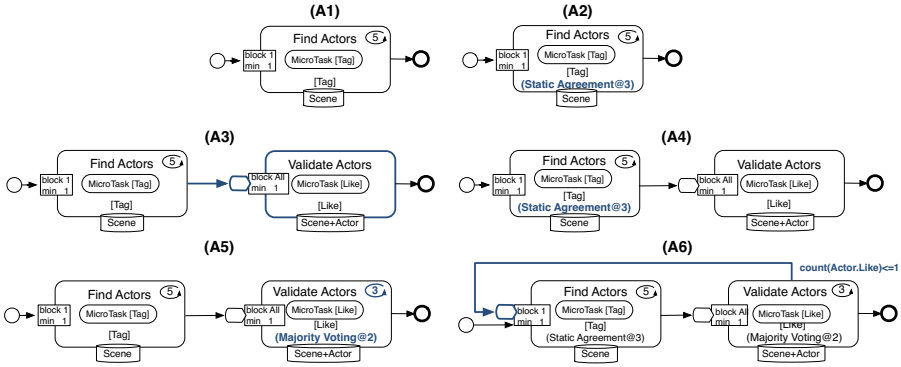 (A1)
Find Actors 5
block 1
min 1
MicroTask [Tag]
[Tag]
Scene
(A2)
Find Actors 5
block 1
min 1
MicroTask [Tag]
[Tag]
(Static Agreement@3)
Scene
(A3)
Find Actors 5
block 1
min 1
MicroTask [Tag]
[Tag]
Scene
Validate Actors
block All
min 1
MicroTask [Like]
[Like]
Scene+Actor
(A4)
Find Actors 5
block 1
min 1
MicroTask [Tag]
[Tag]
(Static Agreement@3)
Scene
Validate Actors
block All
min 1
MicroTask [Like]
[Like]
Scene+Actor
(A5)
Find Actors 5
block 1
min 1
MicroTask [Tag]
[Tag]
Scene
Validate Actors 3
block All
min 1
MicroTask [Like]
[Like]
(Majority Voting@2)
Scene+Actor
(A6)
count(Actor.Like)<=1
Find Actors 5
block 1
min 1
MicroTask [Tag]
[Tag]
(Static Agreement@3)
Scene
Validate Actors 3
block All
min 1
MicroTask [Like]
[Like]
(Majority Voting@2)
Scene+Actor